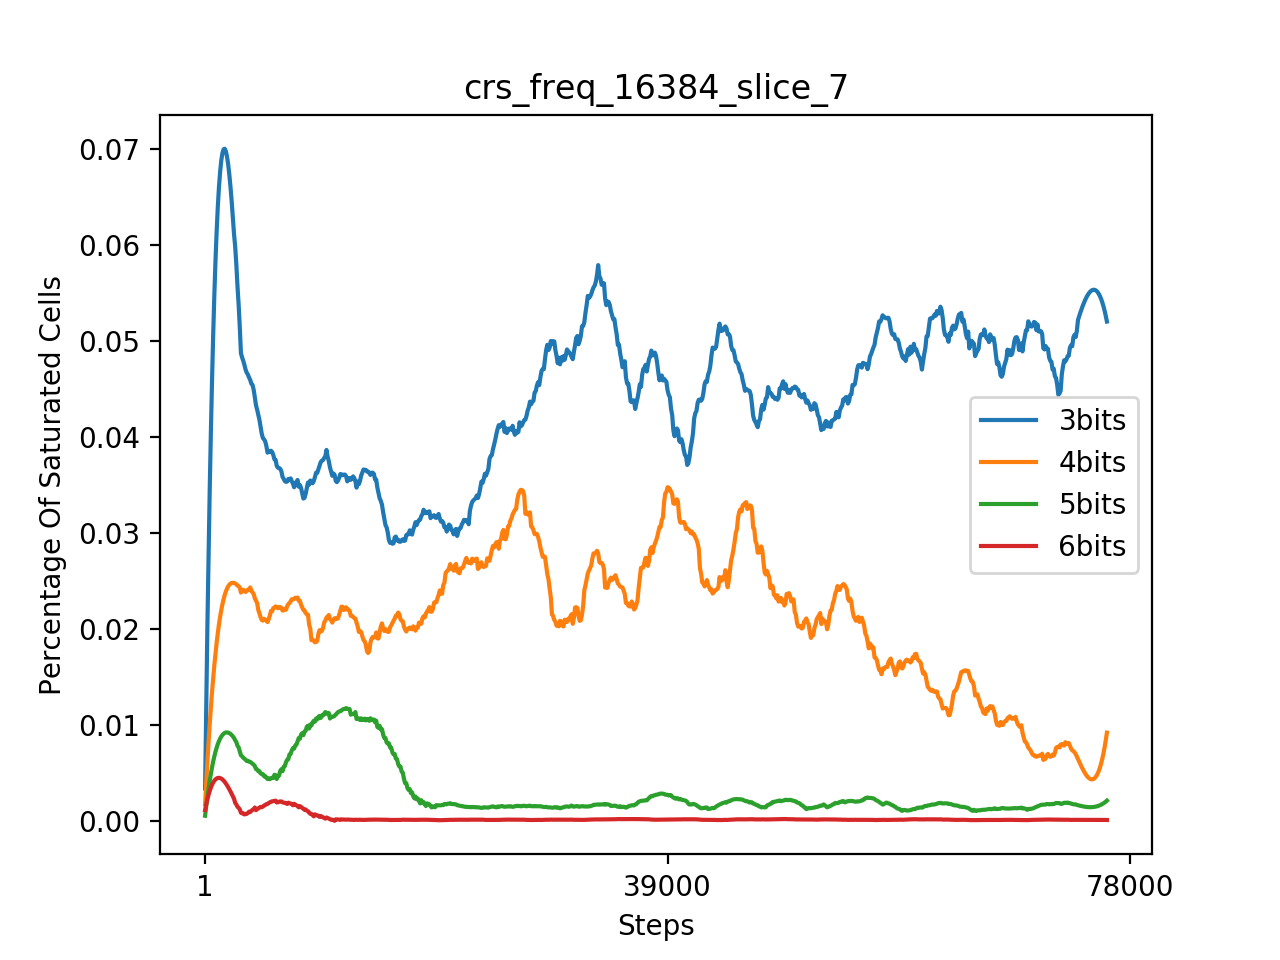 crs_freq_16384_slice_7
Percentage Of Saturated Cells
0.07
0.06
0.05
0.04
0.03
0.02
0.01
0.00
3bits
4bits
5bits
6bits
1
39000
78000
Steps